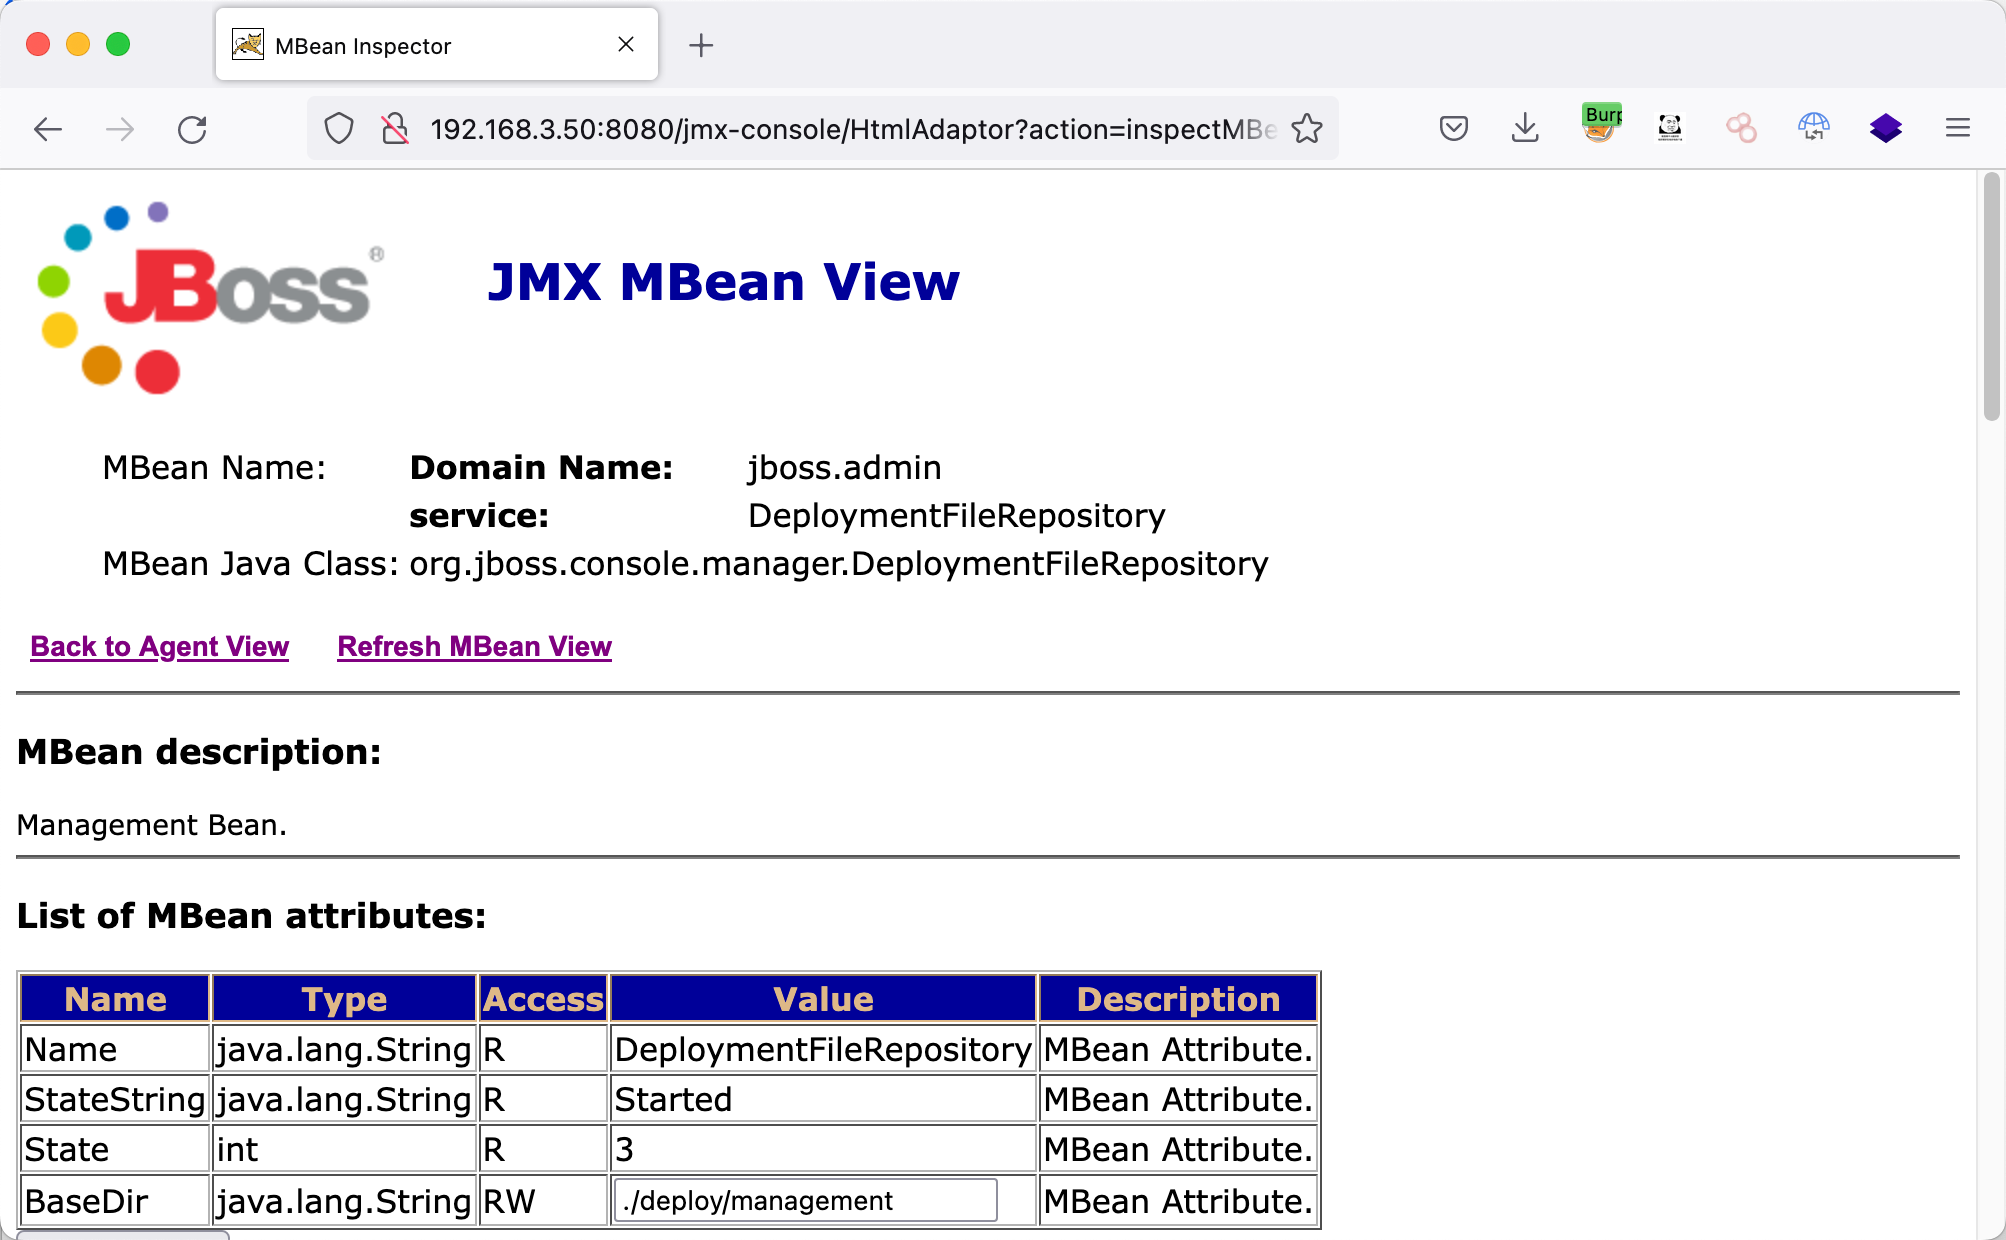 MBean Inspector
192.168.3.50:8080/jmx-console/HtmlAdaptor?action=inspectMBe
Burp
JBoss®
JMX MBean View
MBean Name: Domain Name: jboss.admin
service: DeploymentFileRepository
MBean Java Class: org.jboss.console.manager.DeploymentFileRepository
Back to Agent View Refresh MBean View
MBean description:
Management Bean.
List of MBean attributes:
Name Type Access Value Description
Name java.lang.String R DeploymentFileRepository MBean Attribute.
StateString java.lang.String R Started MBean Attribute.
State int R 3 MBean Attribute.
BaseDir java.lang.String RW ./deploy/management MBean Attribute.